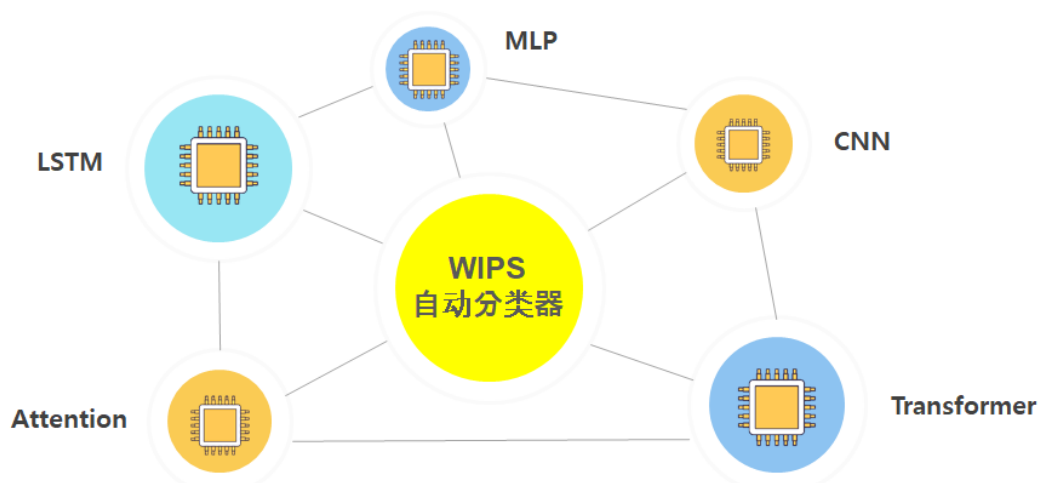 MLP
CNN
LSTM
WIPS
自动分类器
Attention
Transformer